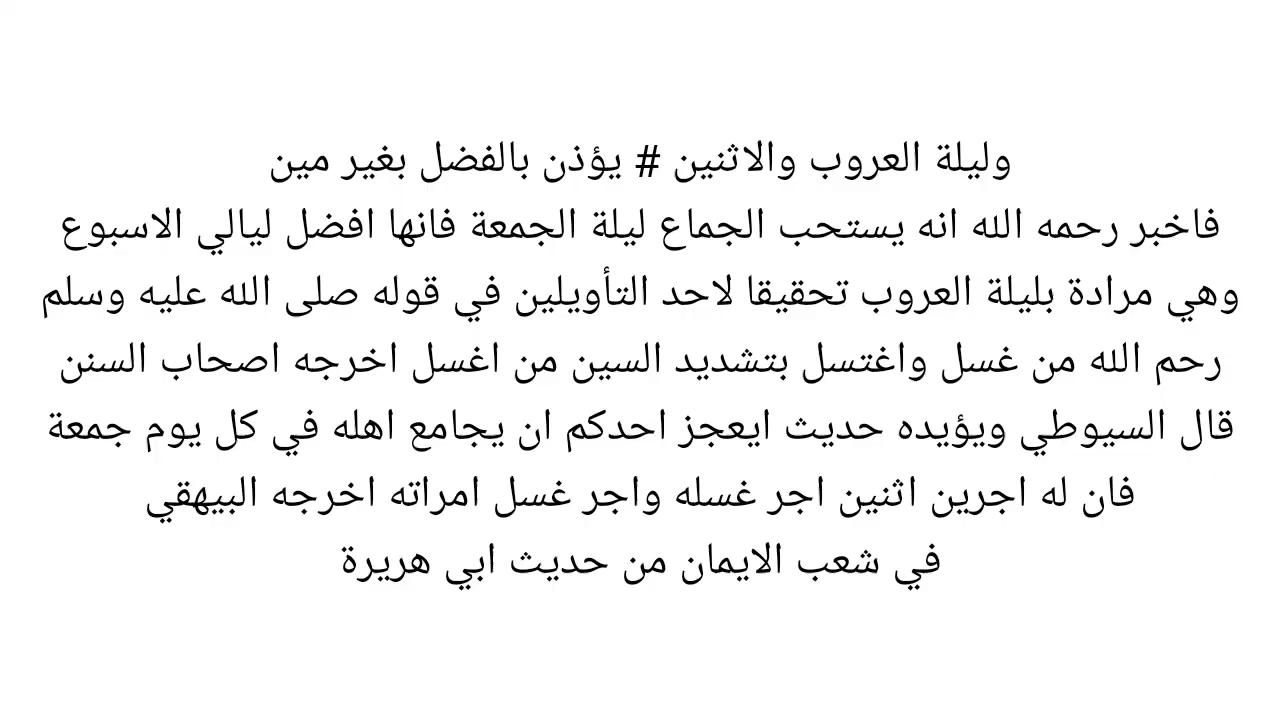 وليلة العروب والاثنين # يؤذن بالفضل بغير مين
فاخبر رحمه الله انه يستحب الجماع ليلة الجمعة فانها افضل ليالي الاسبوع
وهي مرادة بليلة العروب تحقيقا لاحد التأويلين في قوله صلى الله عليه وسلم
رحم الله من غسل واغتسل بتشديد السين من اغسل اخرجه اصحاب السنن
قال السيوطي ويؤيده حديث ايعجز احدكم ان يجامع اهله في كل يوم جمعة
فان له اجرين اثنين اجر غسله واجر غسل امراته اخرجه البيهقي
في شعب الايمان من حديث ابي هريرة